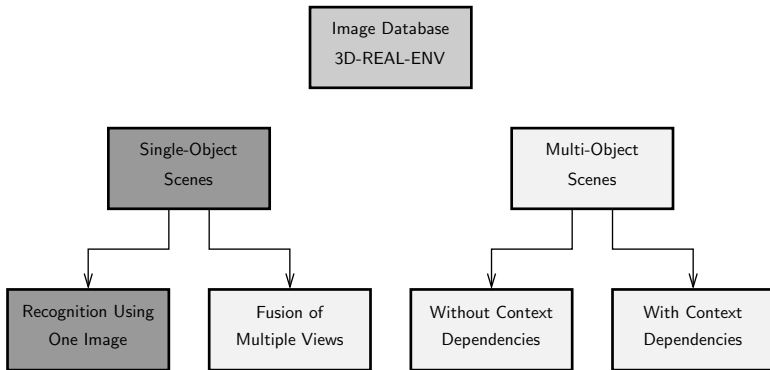 Image Database
3D-REAL-ENV
Single-Object
Scenes
Multi-Object
Scenes
Recognition Using
One Image
Fusion of
Multiple Views
Without Context
Dependencies
With Context
Dependencies